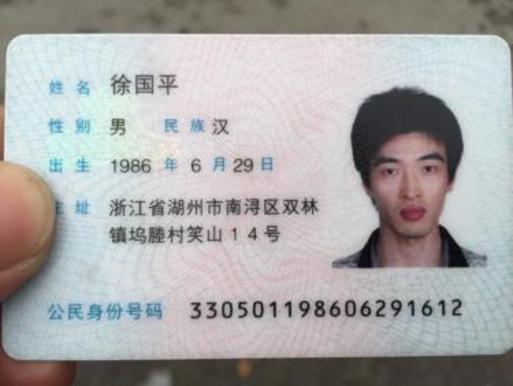 姓名 徐国平
性别 男 民族 汉
出生 1986 年 6 月 29 日
住址 浙江省湖州市南浔区双林
镇坞塍村笑山14号
公民身份号码 330501198606291612